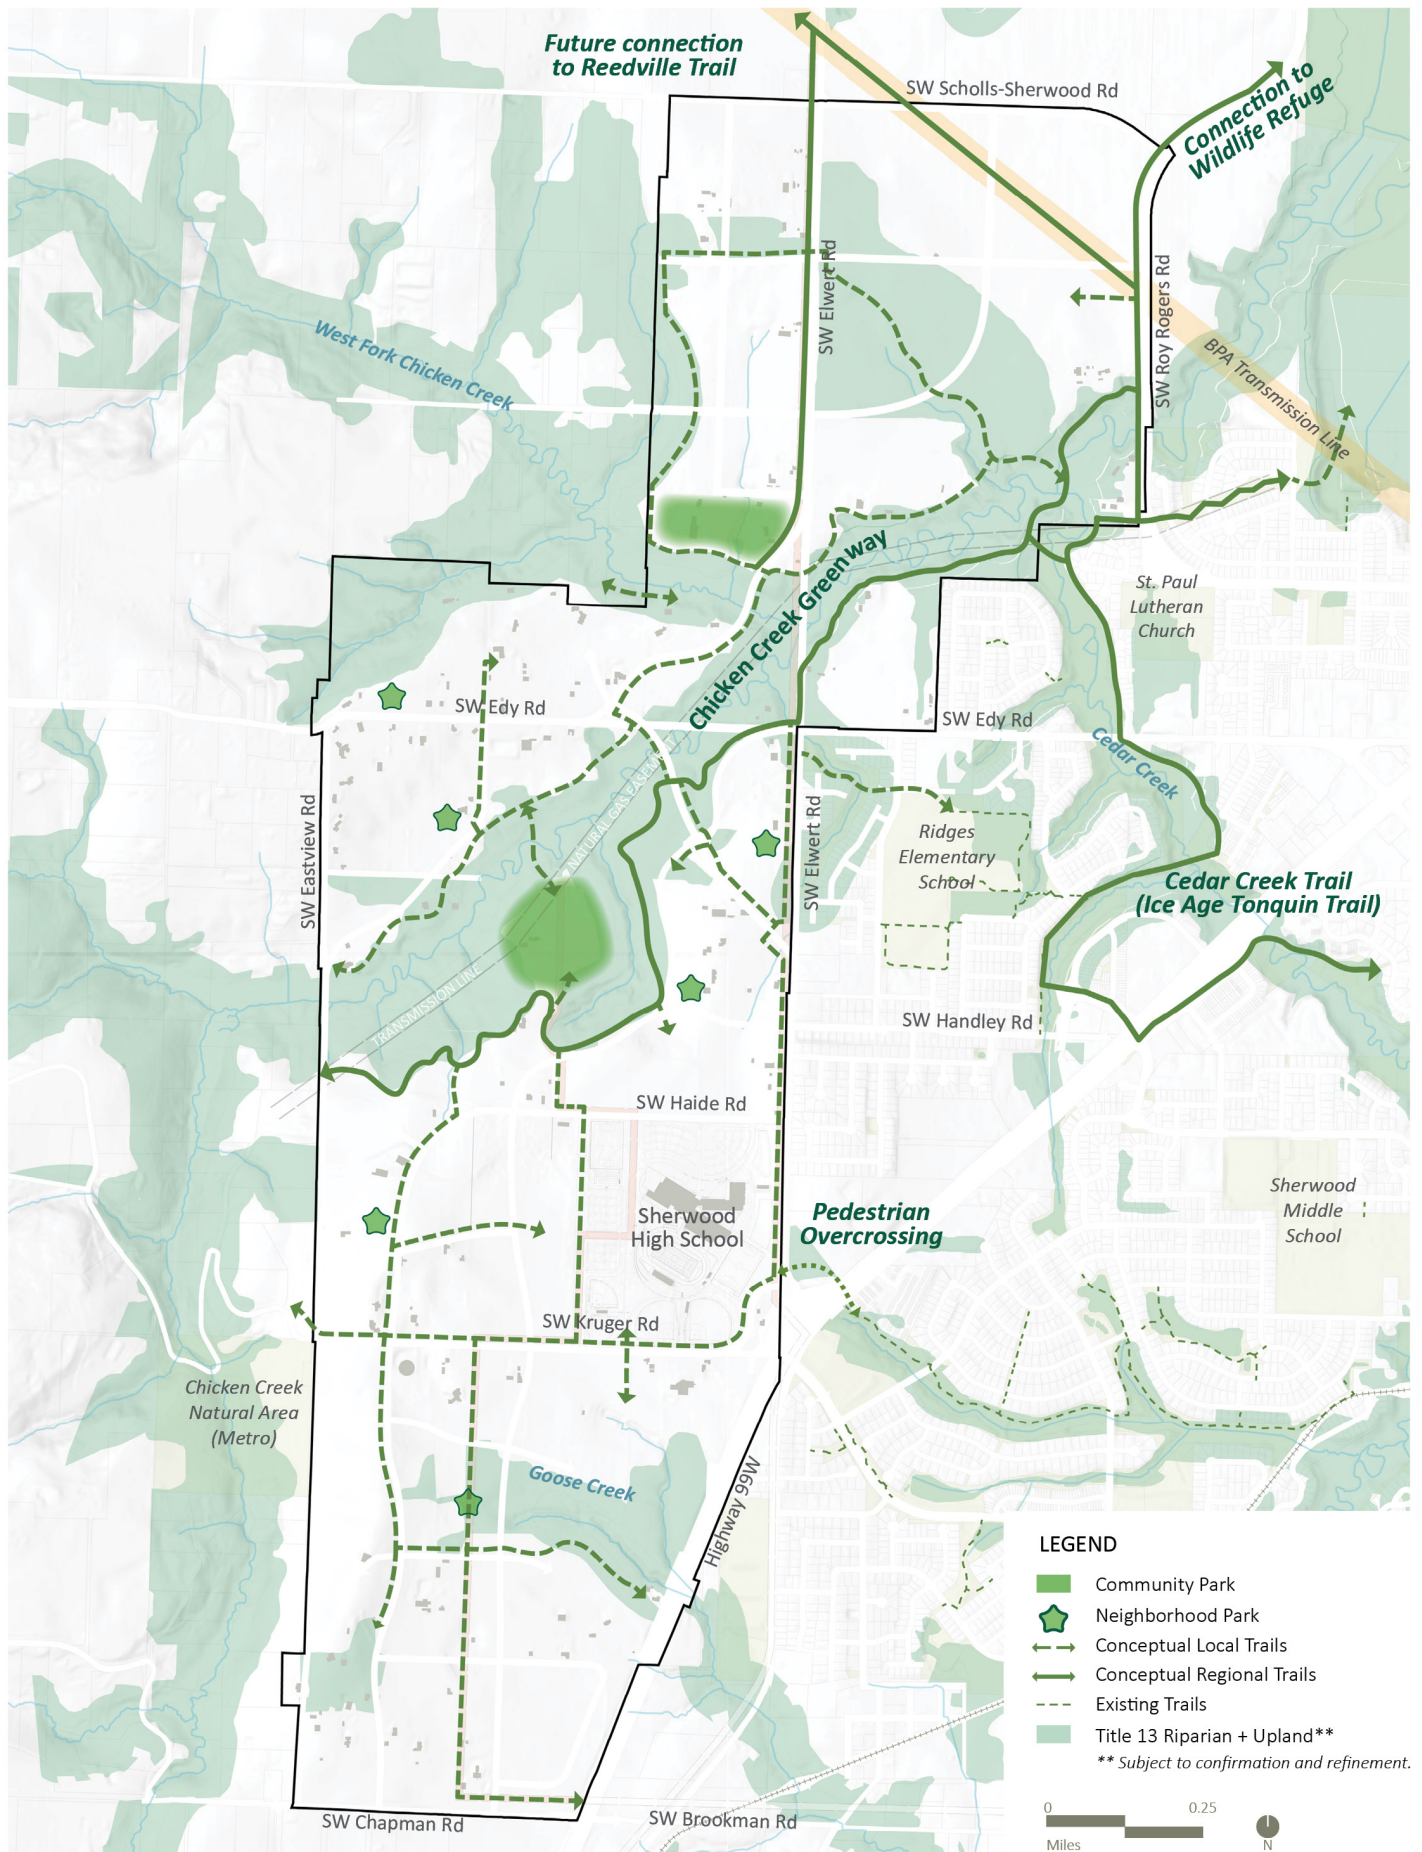 Future connection
to Reedville Trail
SW Scholls-Sherwood Rd
Connection to
Wildlife Refuge
SW Elwert Rd
SW Roy Rogers Rd
West Fork Chicken Creek
BPA Transmission Line
Chicken Creek Greenway
St. Paul
Lutheran
Church
SW Edy Rd
SW Edy Rd
Cedar Creek
NATURAL GAS EASEM
SW Eastview Rd
SW Elwert Rd
Ridges
Elementary
School
Cedar Creek Trail
(Ice Age Tonquin Trail)
TRANSMISSION LINE
SW Handley Rd
SW Haide Rd
Sherwood
High School
Pedestrian
Overcrossing
Sherwood
Middle
School
SW Kruger Rd
Chicken Creek
Natural Area
(Metro)
Goose Creek
Highway 99W
SW Chapman Rd
SW Brookman Rd
LEGEND
Community Park
Neighborhood Park
Conceptual Local Trails
Conceptual Regional Trails
Existing Trails
Title 13 Riparian + Upland**
** Subject to confirmation and refinement.
0 0.25
Miles N